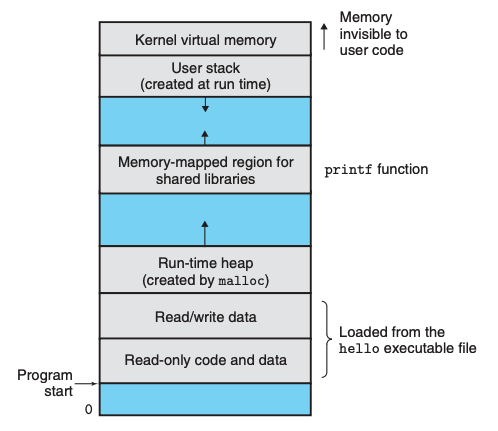 Memory
invisible to
user code
Kernel virtual memory
User stack
(created at run time)
Memory-mapped region for
shared libraries
printf function
Run-time heap
(created by malloc)
Read/write data
Loaded from the
hello executable file
Read-only code and data
Program
start
0